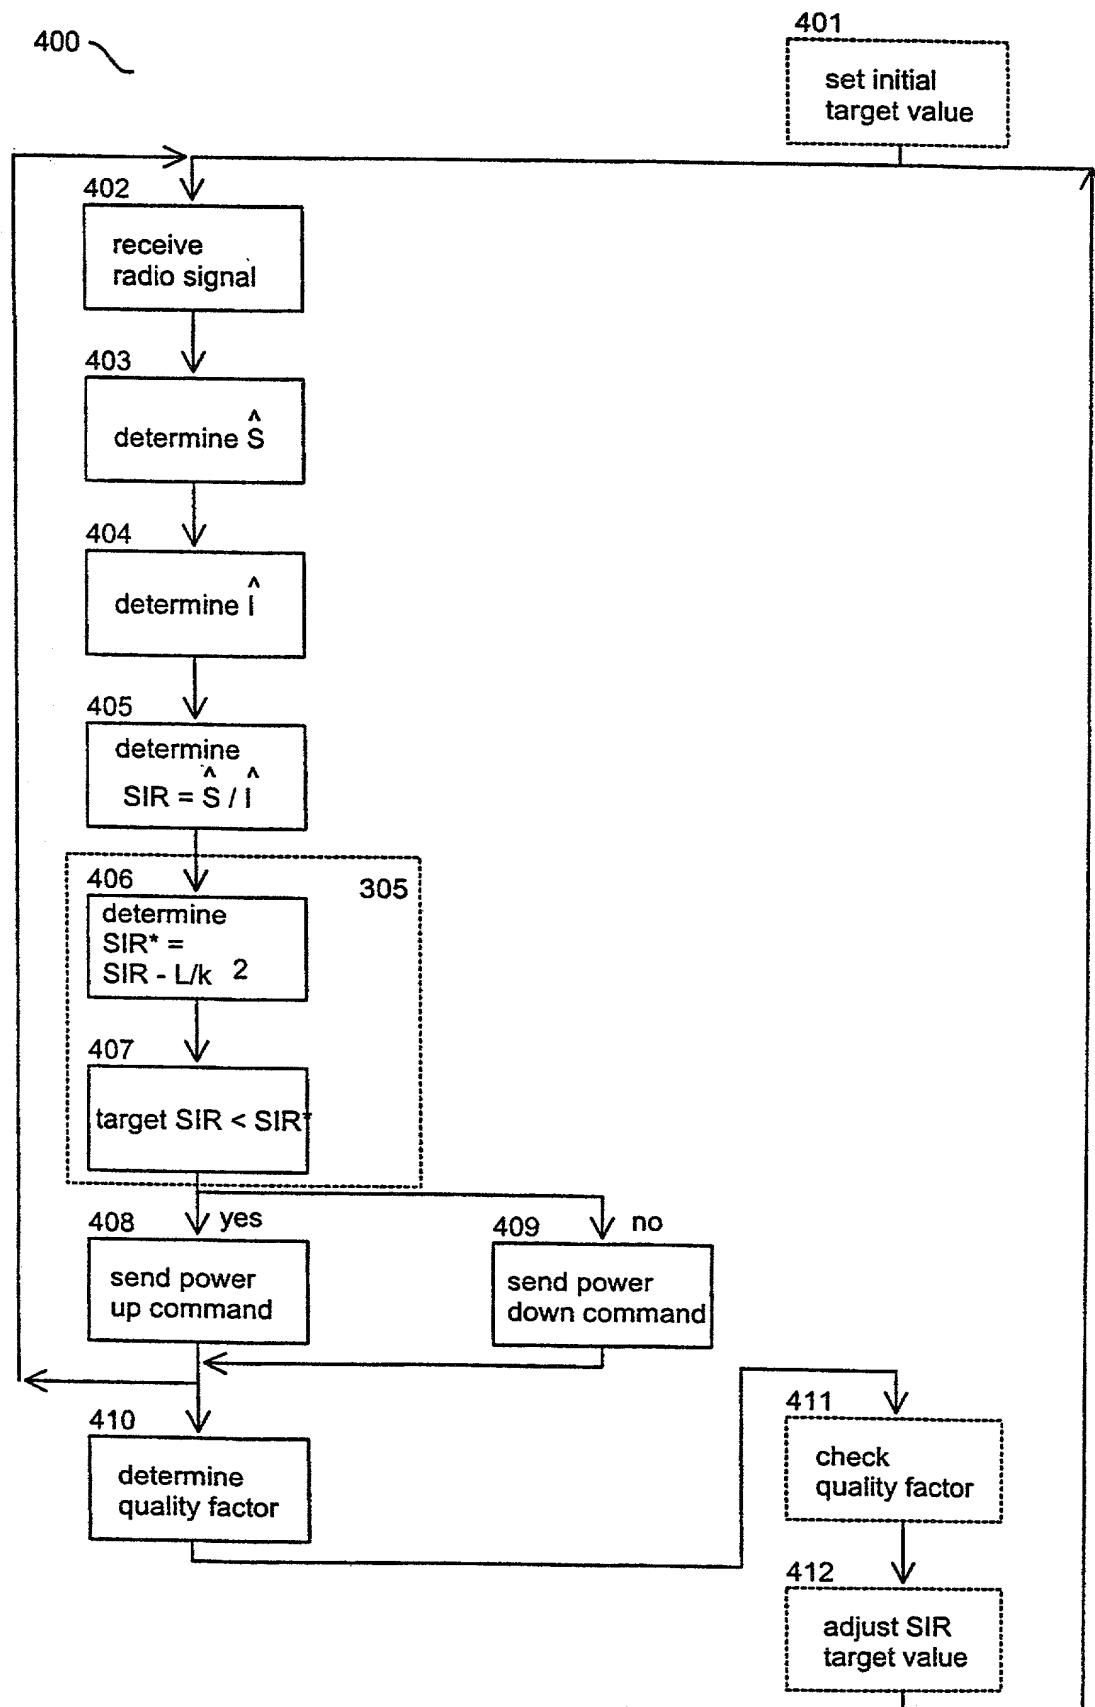 400
401
set initial
target value
402
receive
radio signal
403
determine Ŝ
404
determine Î
405
determine
SIR = Ŝ / Î
305
406
determine
SIR* =
SIR - L/k 2
407
target SIR < SIR*
408
yes
409
no
send power
up command
send power
down command
410
determine
quality factor
411
check
quality factor
412
adjust SIR
target value